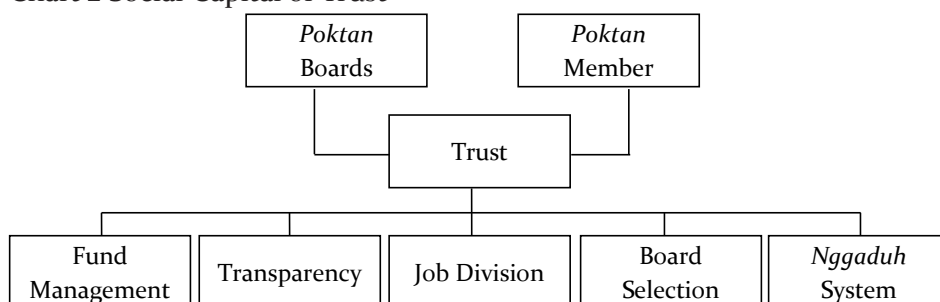 Chart 2 Social Capital of Trust
Poktan
Boards
Poktan
Member
Trust
Fund
Management
Transparency
Job Division
Board
Selection
Nggaduh
System